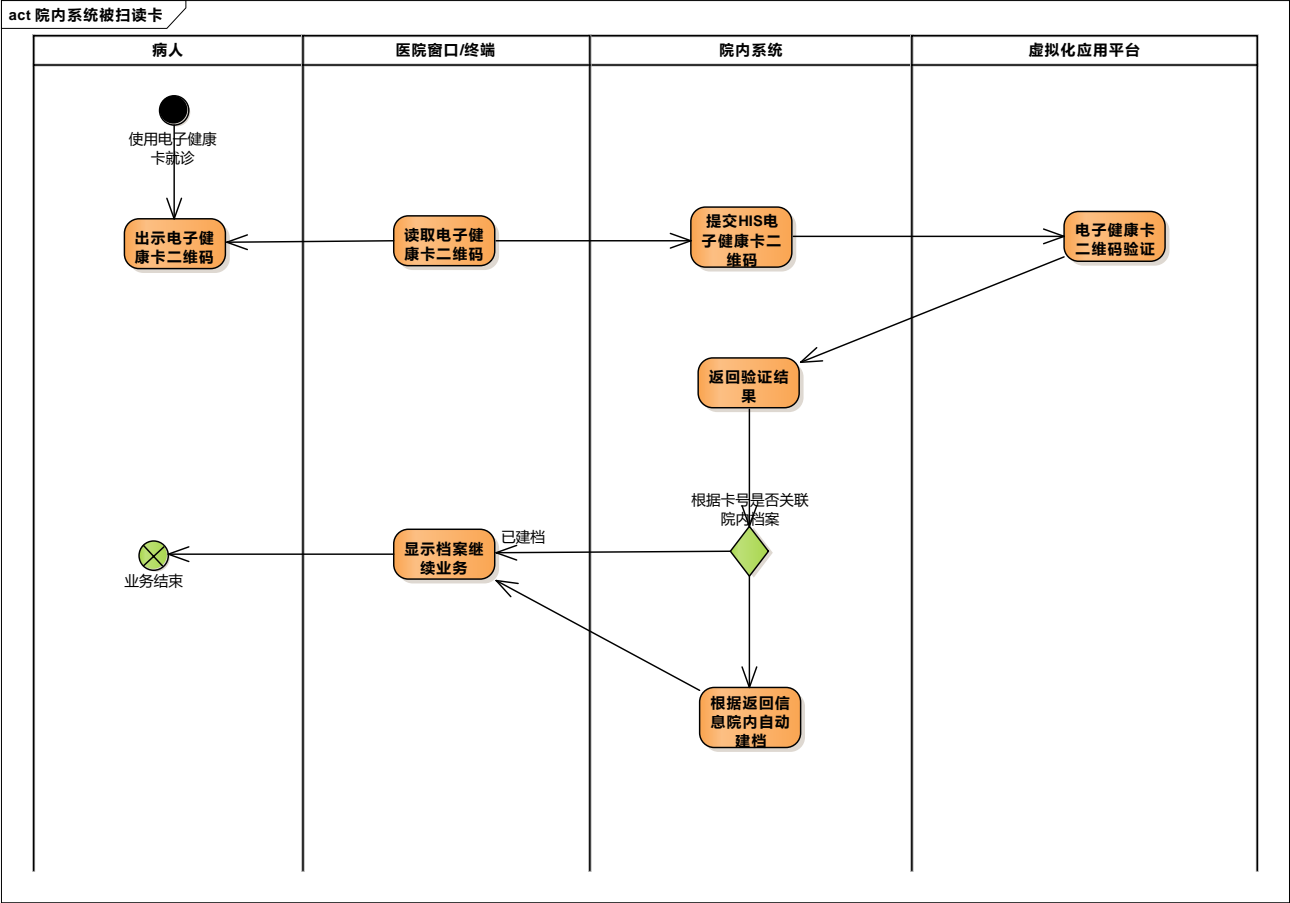 act 院内系统被扫读卡
病人
医院窗口/终端
院内系统
虚拟化应用平台
使用电子健康
卡就诊
出示电子健
康卡二维码
读取电子健
康卡二维码
提交HIS电
子健康卡二
维码
电子健康卡
二维码验证
返回验证结
果
根据卡号是否关联
院内档案
已建档
显示档案继
续业务
业务结束
根据返回信
息院内自动
建档